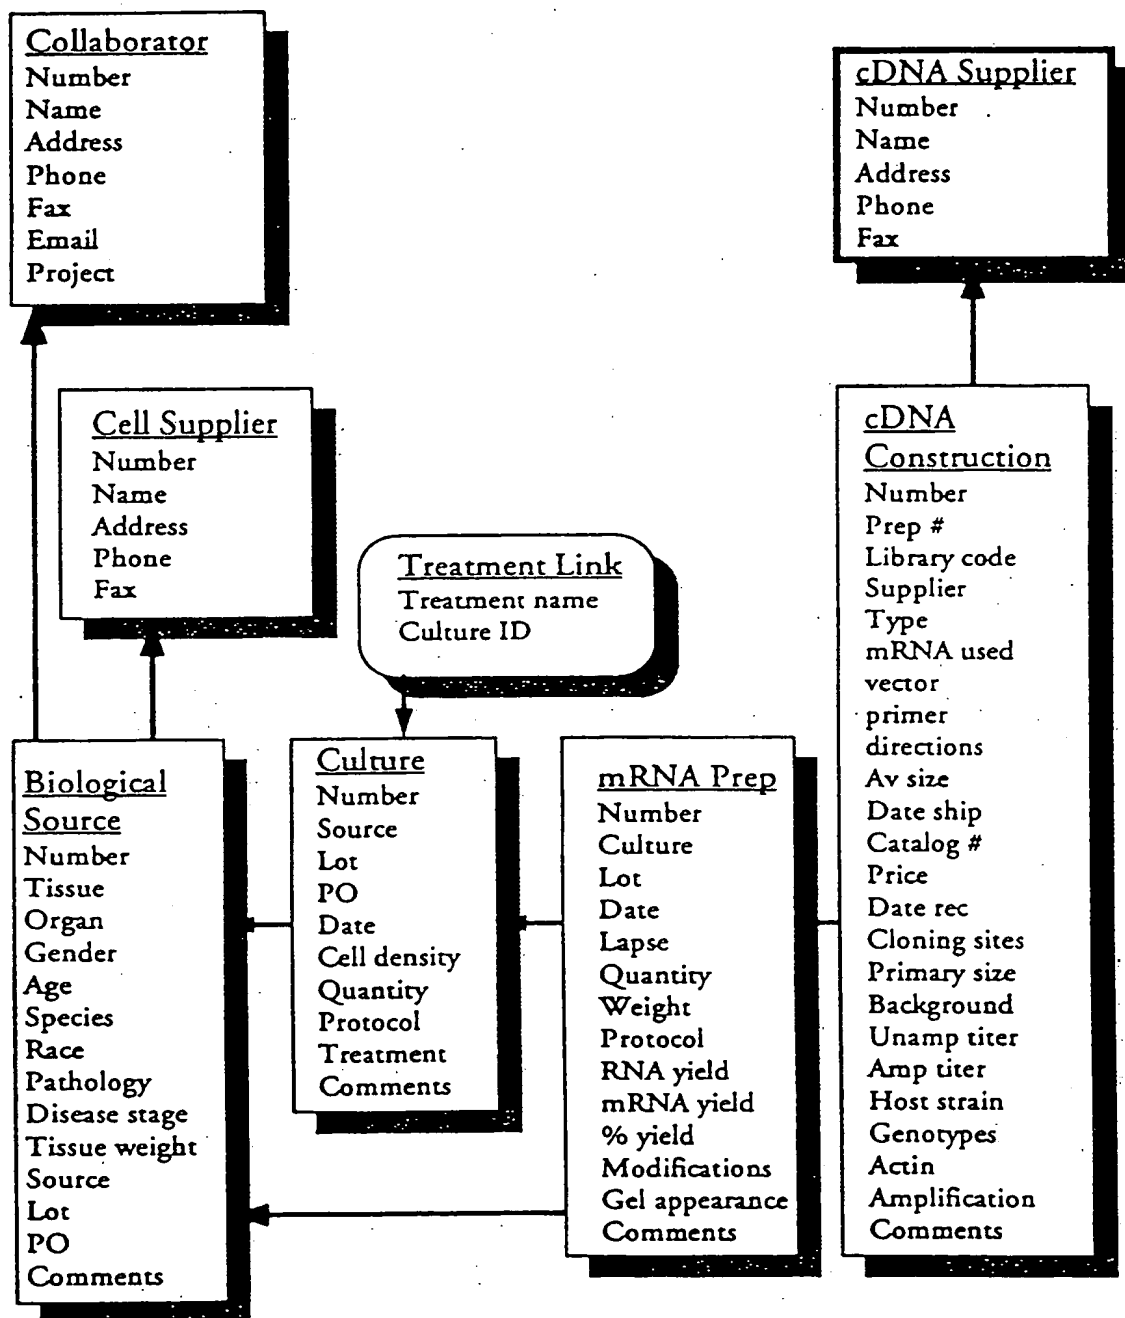 Collaborator
Number
Name
Address
Phone
Fax
Email
Project
cDNA Supplier
Number
Name
Address
Phone
Fax
Cell Supplier
Number
Name
Address
Phone
Fax
Treatment Link
Treatment name
Culture ID
Biological
Source
Number
Tissue
Organ
Gender
Age
Species
Race
Pathology
Disease stage
Tissue weight
Source
Lot
PO
Comments
Culture
Number
Source
Lot
PO
Date
Cell density
Quantity
Protocol
Treatment
Comments
mRNA Prep
Number
Culture
Lot
Date
Lapse
Quantity
Weight
Protocol
RNA yield
mRNA yield
% yield
Modifications
Gel appearance
Comments
cDNA
Construction
Number
Prep #
Library code
Supplier
Type
mRNA used
vector
primer
directions
Av size
Date ship
Catalog #
Price
Date rec
Cloning sites
Primary size
Background
Unamp titer
Amp titer
Host strain
Genotypes
Actin
Amplification
Comments